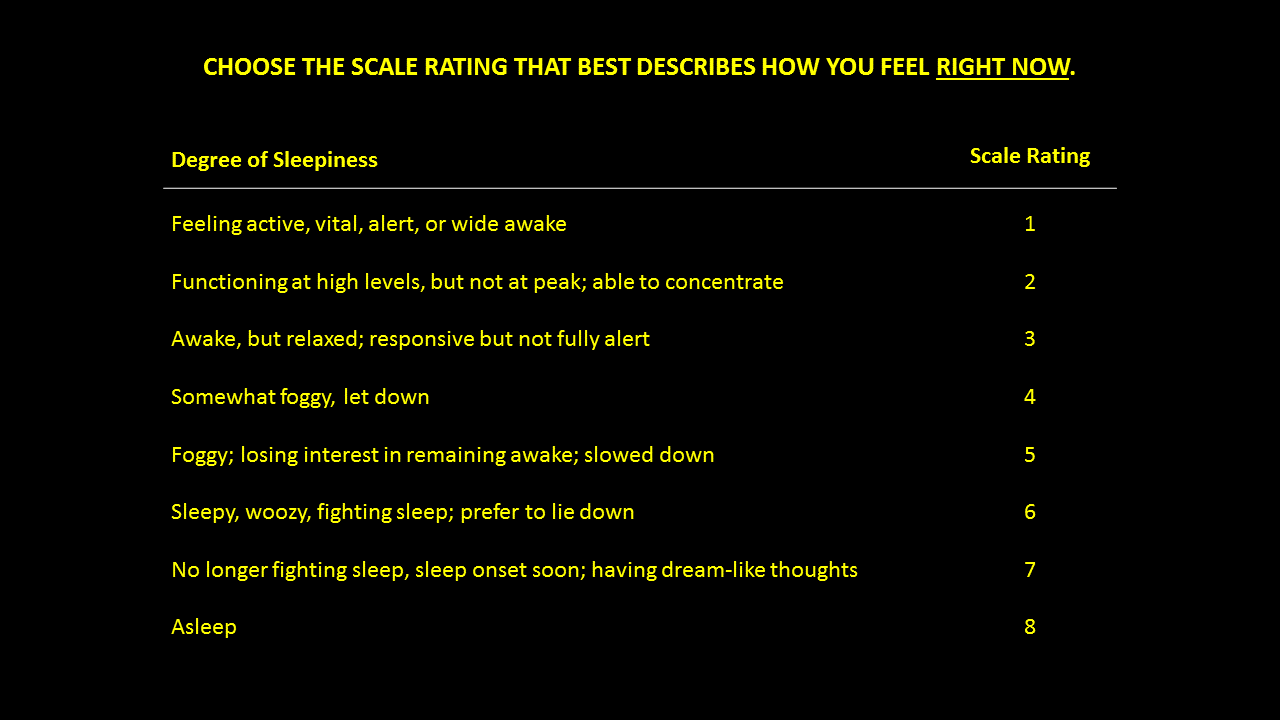 CHOOSE THE SCALE RATING THAT BEST DESCRIBES HOW YOU FEEL RIGHT NOW.
Degree of Sleepiness Scale Rating
Feeling active, vital, alert, or wide awake 1
Functioning at high levels, but not at peak; able to concentrate 2
Awake, but relaxed; responsive but not fully alert 3
Somewhat foggy, let down 4
Foggy; losing interest in remaining awake; slowed down 5
Sleepy, woozy, fighting sleep; prefer to lie down 6
No longer fighting sleep, sleep onset soon; having dream-like thoughts 7
Asleep 8